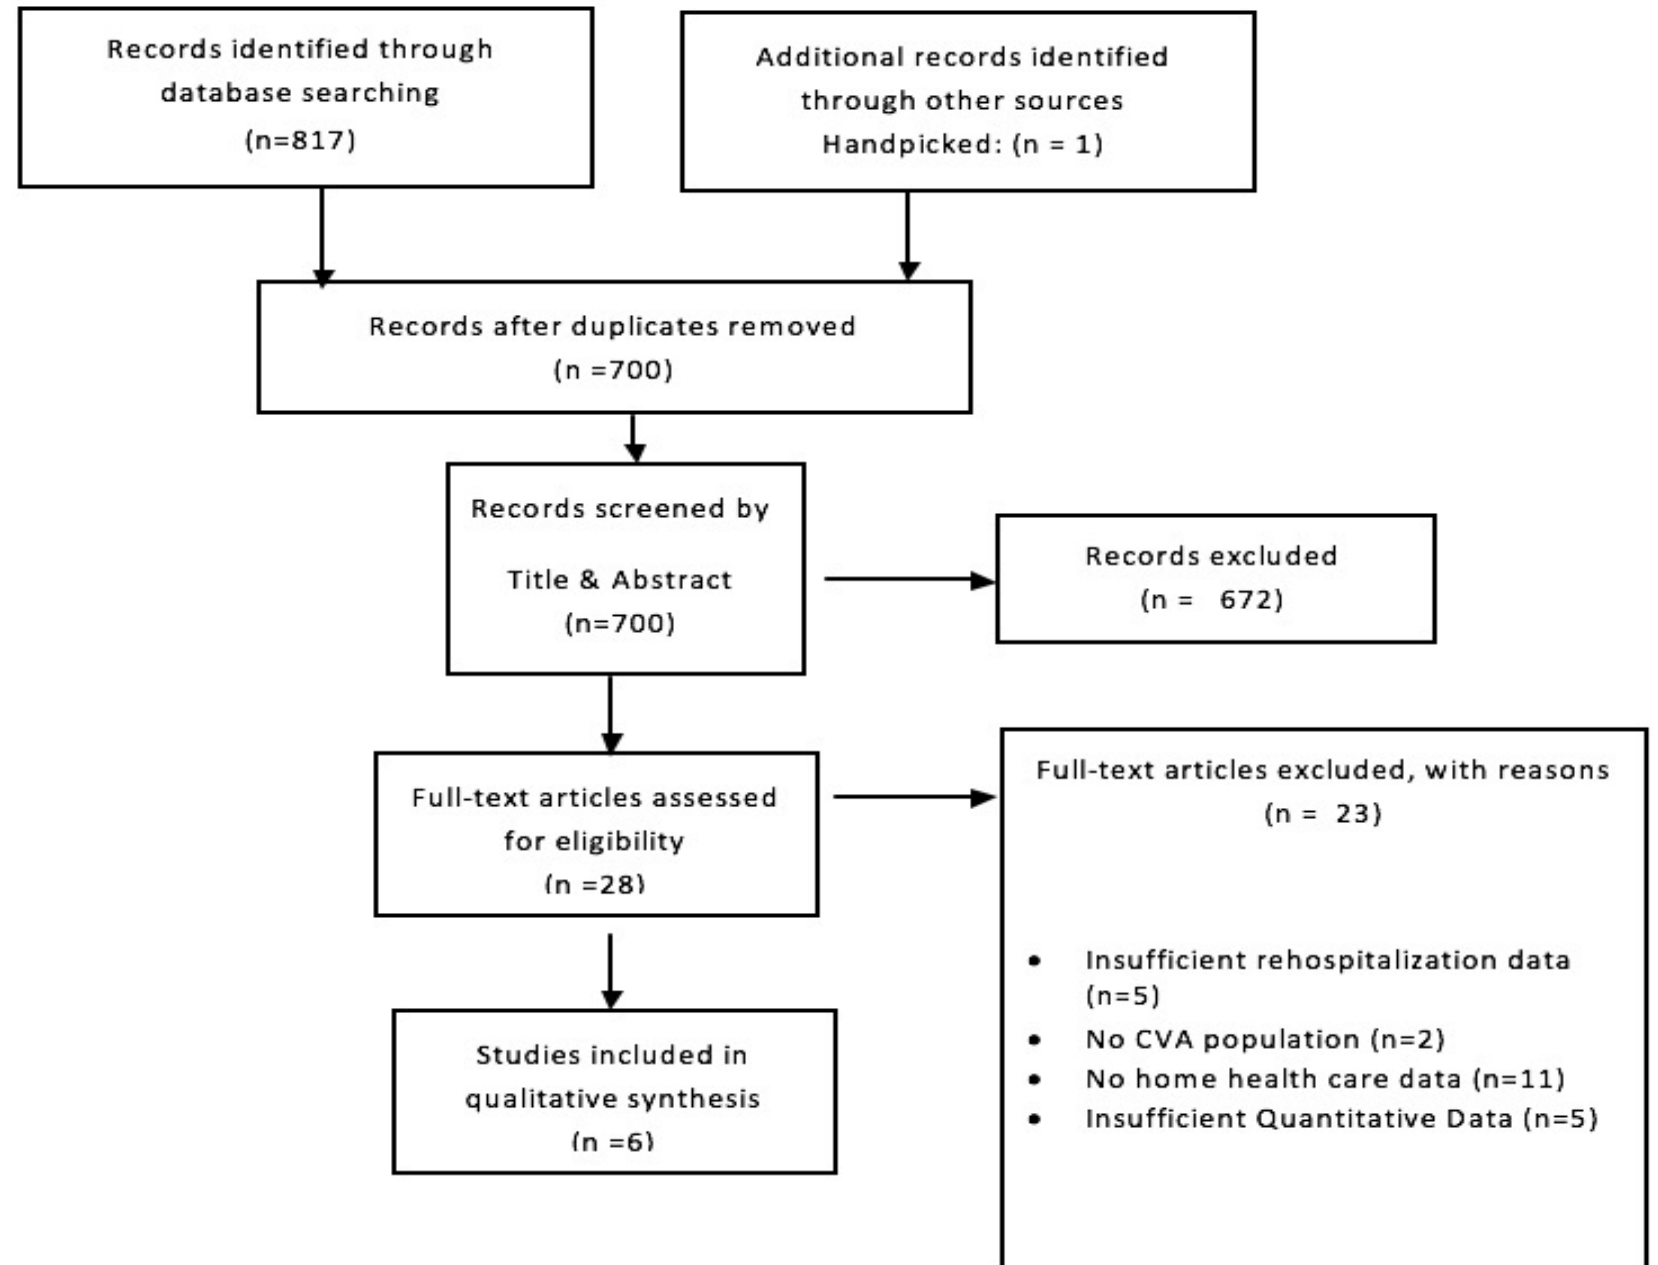 Records identified through
database searching
(n=817)
Additional records identified
through other sources
Handpicked: (n = 1)
Records after duplicates removed
(n =700)
Records screened by
Title & Abstract
(n=700)
Records excluded
(n = 672)
Full-text articles assessed
for eligibility
(n =28)
Full-text articles excluded, with reasons
(n = 23)
• Insufficient rehospitalization data
(n=5)
• No CVA population (n=2)
• No home health care data (n=11)
• Insufficient Quantitative Data (n=5)
Studies included in
qualitative synthesis
(n =6)